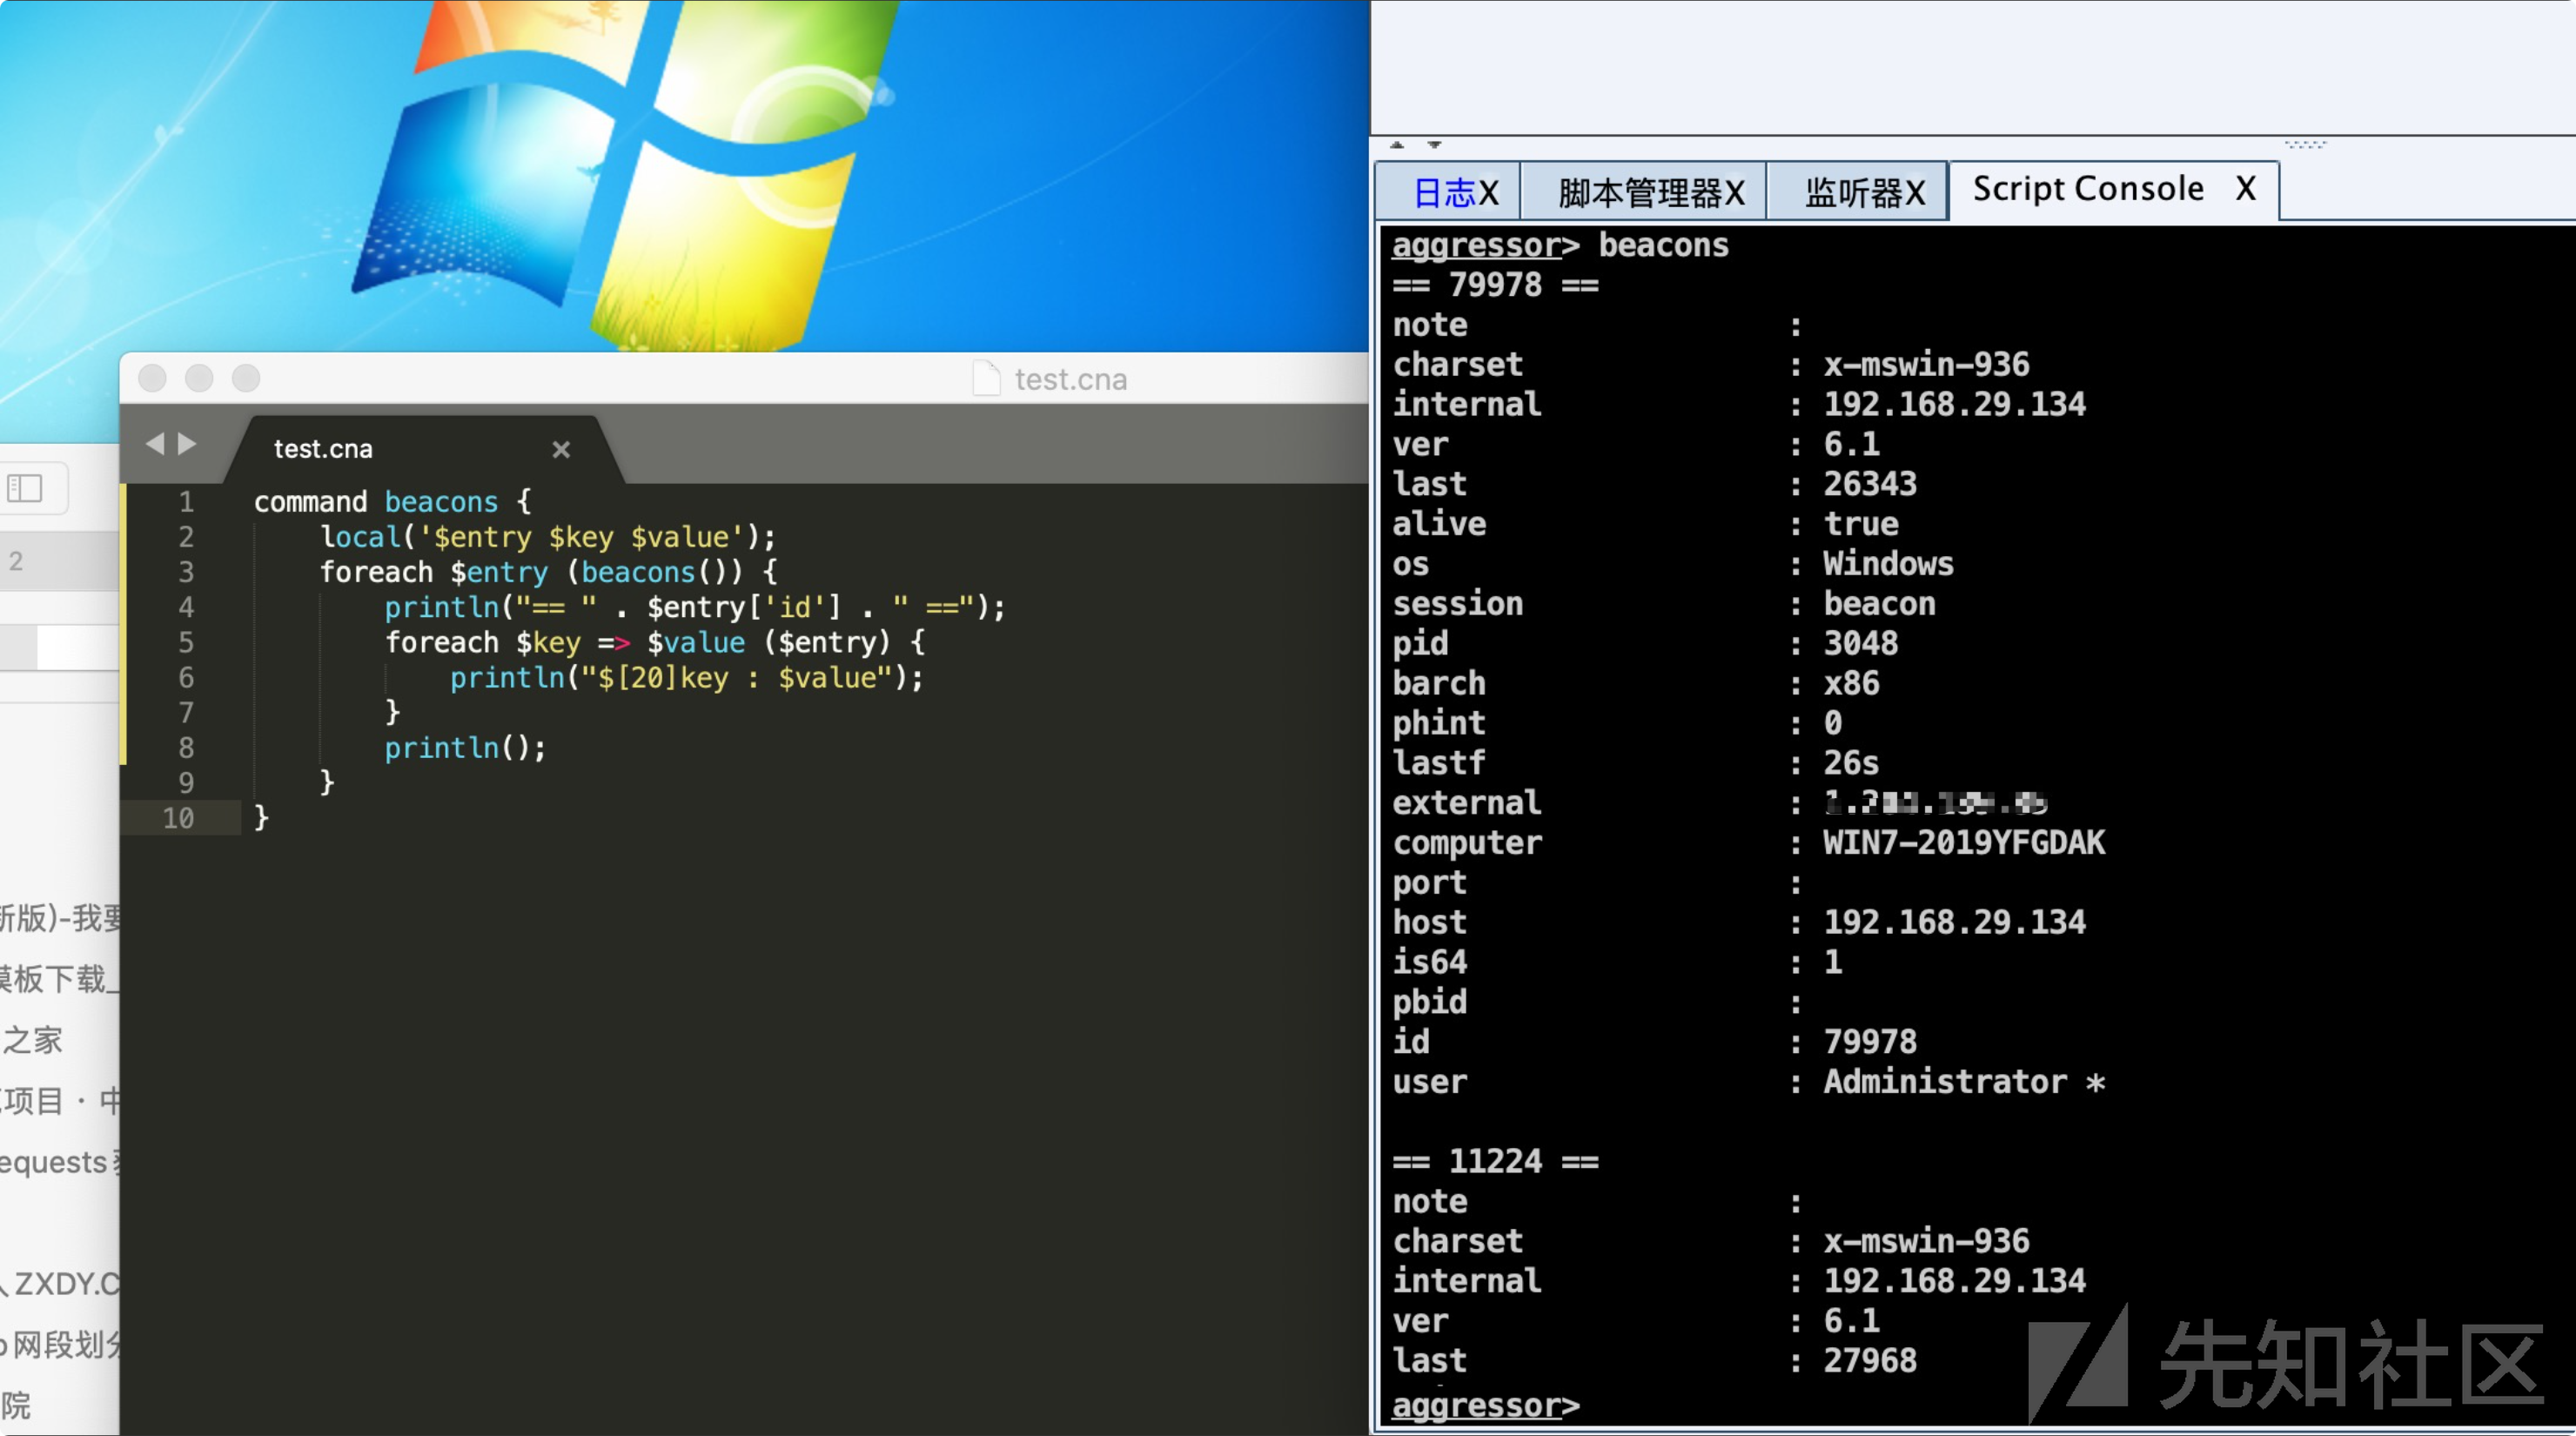 test.cna
test.cna
1 command beacons {
2 local('$entry $key $value');
3 foreach $entry (beacons()) {
4 println("== " . $entry['id'] . " ==");
5 foreach $key => $value ($entry) {
6 println("$[20]key : $value");
7 }
8 println();
9 }
10 }
2
新版)-我要
模板下载_
之家
项目 · 中
equests
ZXDY.C
网段划分
院
日志X 脚本管理器X 监听器X Script Console X
aggressor> beacons
== 79978 ==
note :
charset : x-mswin-936
internal : 192.168.29.134
ver : 6.1
last : 26343
alive : true
os : Windows
session : beacon
pid : 3048
barch : x86
phint : 0
lastf : 26s
external :
computer : WIN7-2019YFGDAK
port :
host : 192.168.29.134
is64 : 1
pbid :
id : 79978
user : Administrator *
== 11224 ==
note :
charset : x-mswin-936
internal : 192.168.29.134
ver : 6.1
last : 27968
aggressor>
先知社区